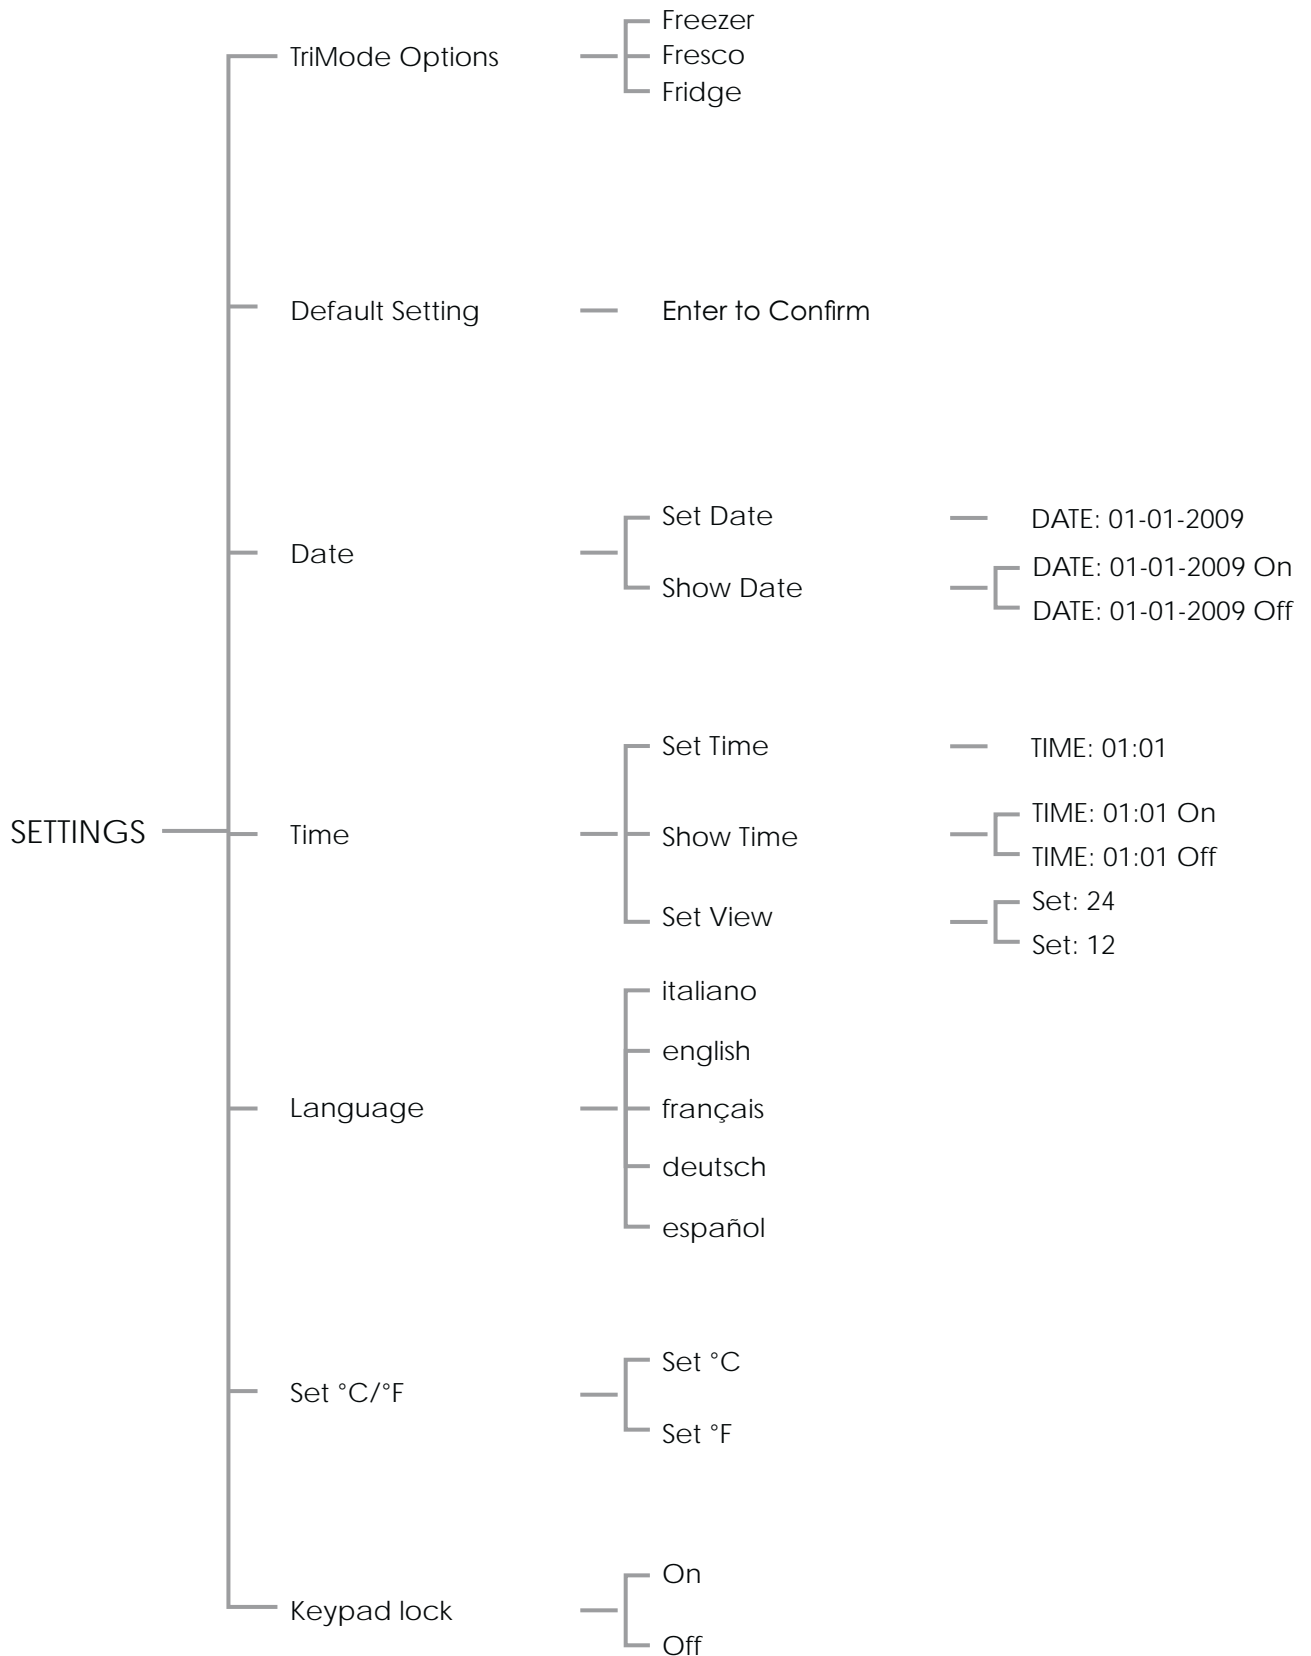 SETTINGS
TriMode Options
Freezer
Fresco
Fridge
Default Setting
Enter to Confirm
Date
Set Date
DATE: 01-01-2009
Show Date
DATE: 01-01-2009 On
DATE: 01-01-2009 Off
Time
Set Time
TIME: 01:01
Show Time
TIME: 01:01 On
TIME: 01:01 Off
Set View
Set: 24
Set: 12
Language
italiano
english
français
deutsch
español
Set °C/°F
Set °C
Set °F
Keypad lock
On
Off